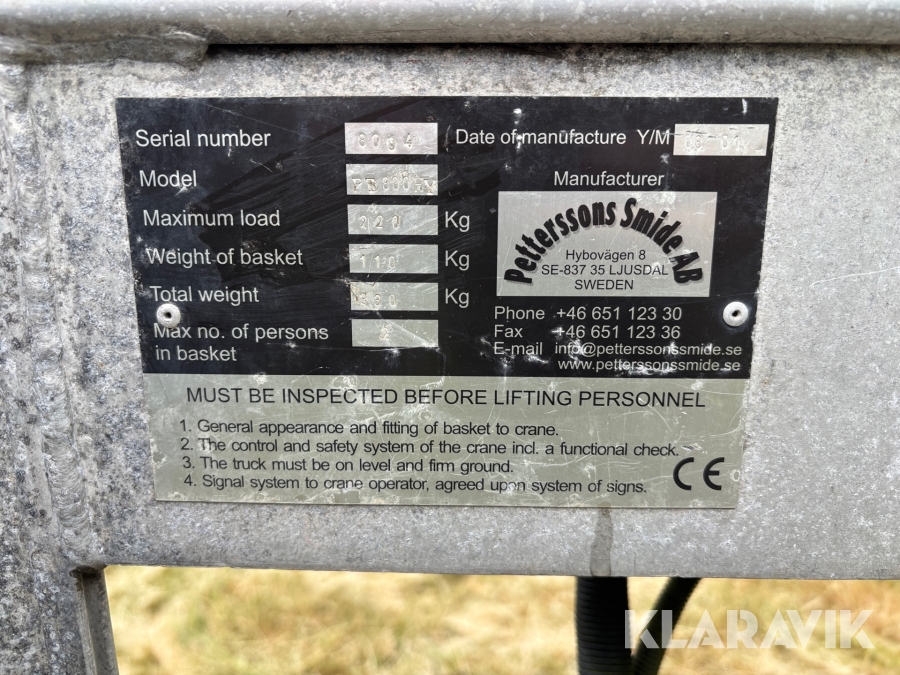 Serial number
Date of manufacture Y/M
Model
Manufacturer
Maximum load 220 Kg
Petterssons Smide AB
Hybovägen 8
SE-837 35 LJUSDAL
SWEDEN
Weight of basket 110 Kg
Total weight Kg
Max no. of persons
in basket
Phone +46 651 123 30
Fax +46 651 123 36
E-mail info@petterssonssmide.se
www.petterssonssmide.se
MUST BE INSPECTED BEFORE LIFTING PERSONNEL
1. General appearance and fitting of basket to crane.
2. The control and safety system of the crane incl. a functional check.
3. The truck must be on level and firm ground.
4. Signal system to crane operator, agreed upon system of signs.
CE
KLARAVIK